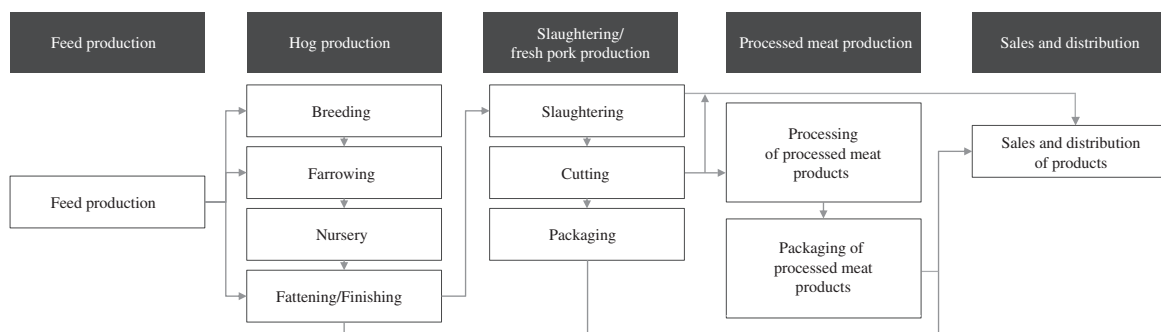 Feed production
Hog production
Slaughtering/
fresh pork production
Processed meat production
Sales and distribution
Feed production
Breeding
Farrowing
Nursery
Fattening/Finishing
Slaughtering
Cutting
Packaging
Processing
of processed meat
products
Packaging of
processed meat
products
Sales and distribution
of products